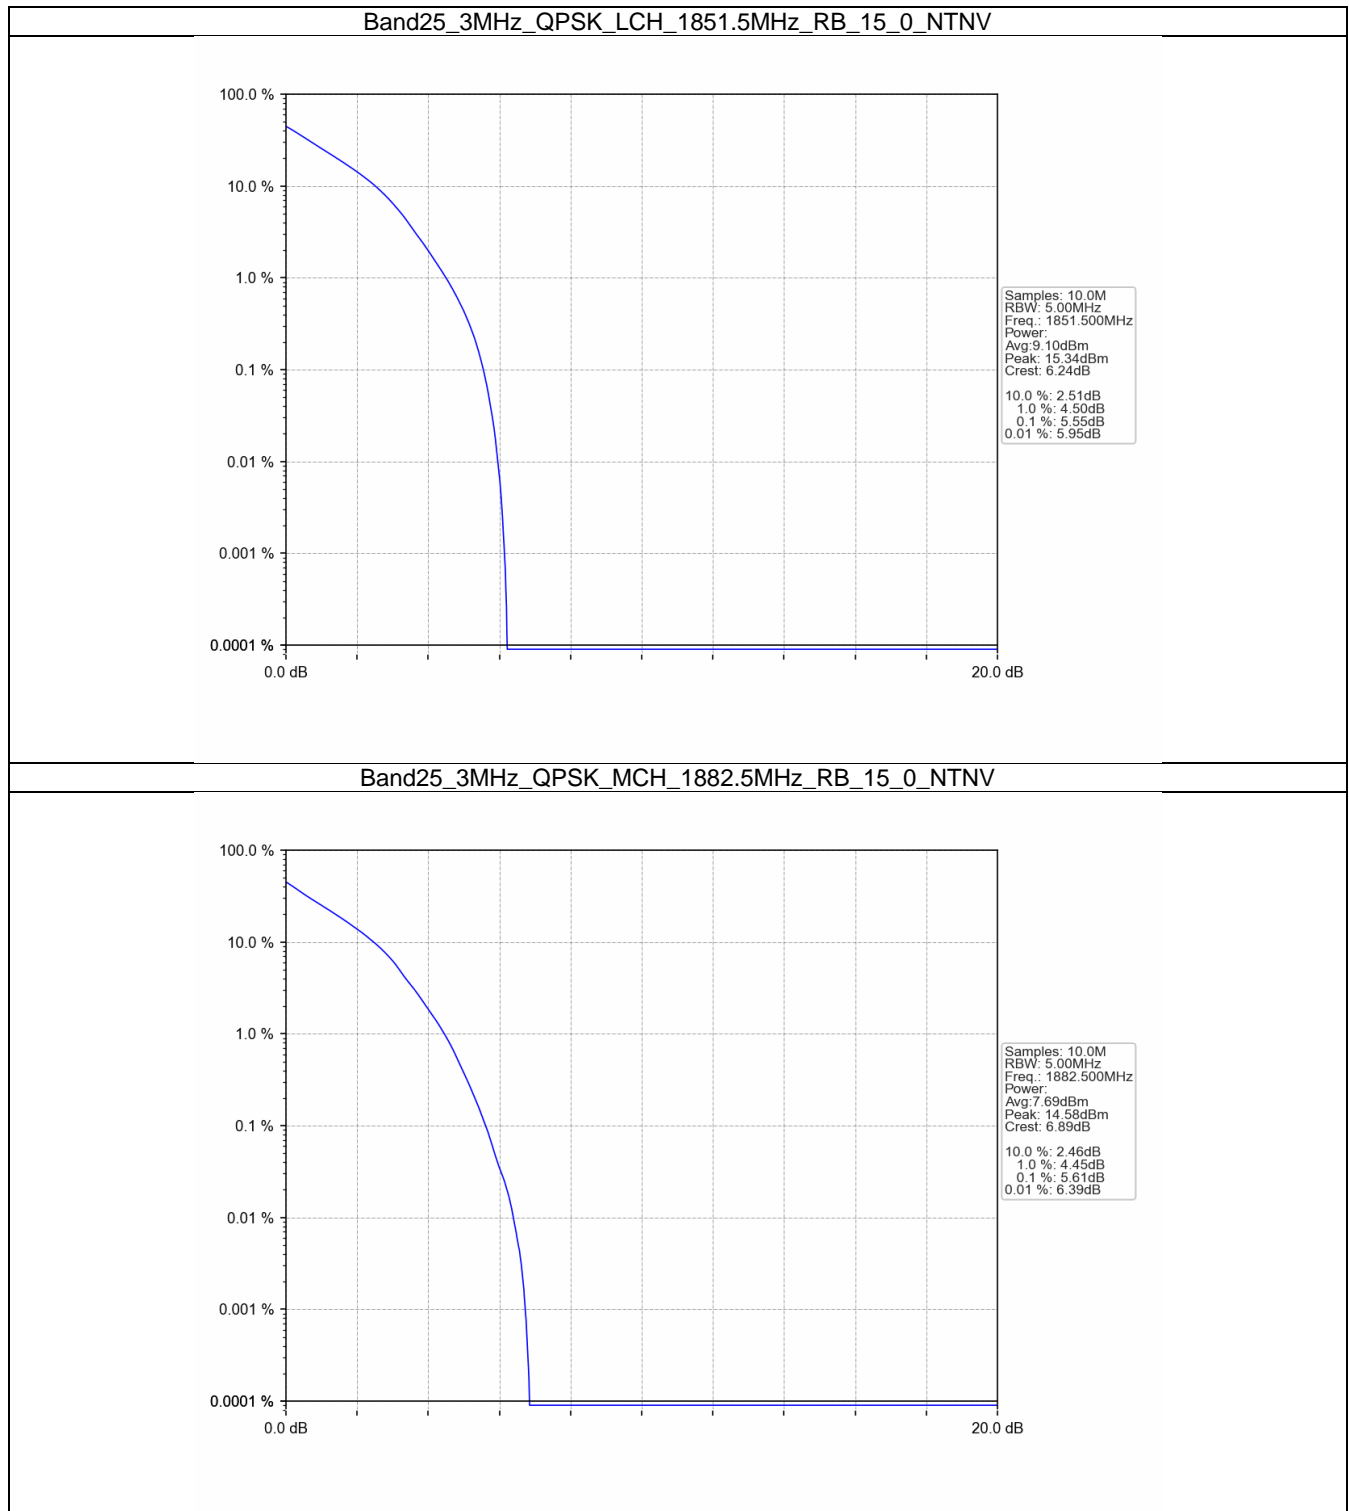 Band25_3MHz_QPSK_LCH_1851.5MHz_RB_15_0_NTNV
100.0 %
10.0 %
1.0 %
0.1 %
0.01 %
0.001 %
0.0001 %
0.0 dB
20.0 dB
Samples: 10.0M
RBW: 5.00MHz
Freq.: 1851.500MHz
Power:
Avg:9.10dBm
Peak: 15.34dBm
Crest: 6.24dB
10.0 %: 2.51dB
1.0 %: 4.50dB
0.1 %: 5.55dB
0.01 %: 5.95dB
Band25_3MHz_QPSK_MCH_1882.5MHz_RB_15_0_NTNV
100.0 %
10.0 %
1.0 %
0.1 %
0.01 %
0.001 %
0.0001 %
0.0 dB
20.0 dB
Samples: 10.0M
RBW: 5.00MHz
Freq.: 1882.500MHz
Power:
Avg:7.69dBm
Peak: 14.58dBm
Crest: 6.89dB
10.0 %: 2.46dB
1.0 %: 4.45dB
0.1 %: 5.61dB
0.01 %: 6.39dB